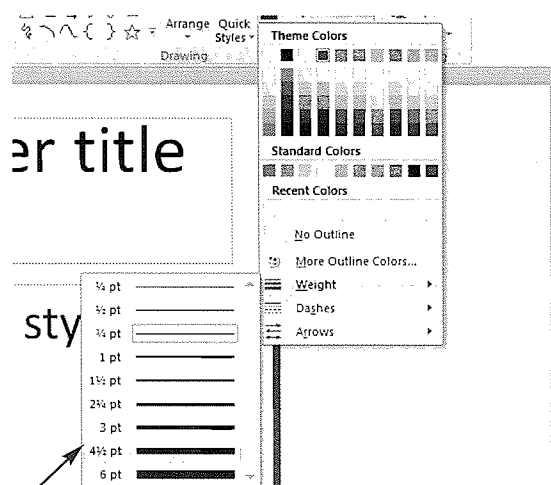 Arrange Quick
Styles
Drawing
Theme Colors
Standard Colors
Recent Colors
No Outline
More Outline Colors...
Weight
Dashes
Arrows
er title
sty
¼ pt
½ pt
¾ pt
1 pt
1½ pt
2¼ pt
3 pt
4½ pt
6 pt